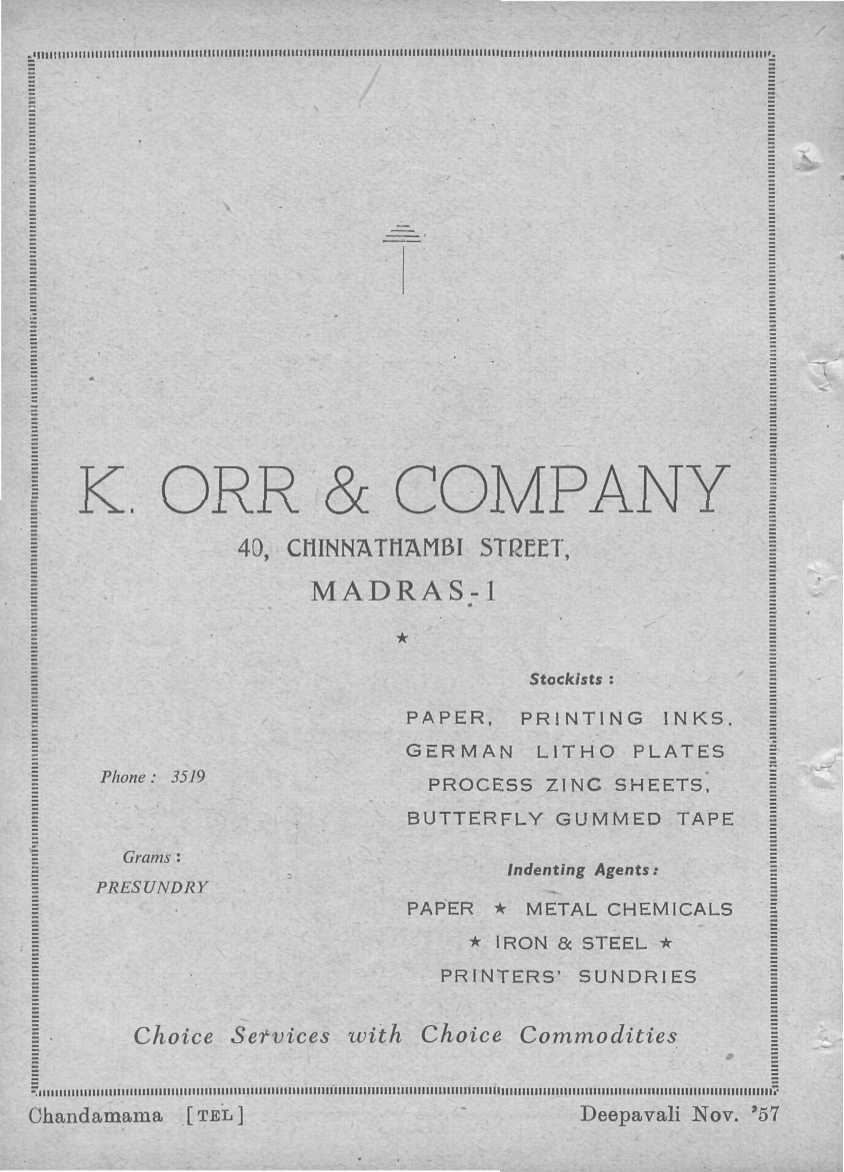 K. ORR & COMPANY
40, CHINNATHAMBI STREET,
MADRAS-1
★
Stockists :
PAPER, PRINTING INKS,
GERMAN LITHO PLATES
PROCESS ZINC SHEETS,
BUTTERFLY GUMMED TAPE
Phone : 3519
Grams :
PRESUNDRY
Indenting Agents :
PAPER ★ METAL CHEMICALS
★ IRON & STEEL ★
PRINTERS' SUNDRIES
Choice Services with Choice Commodities
Chandamama [TEL]
Deepavali Nov. '57